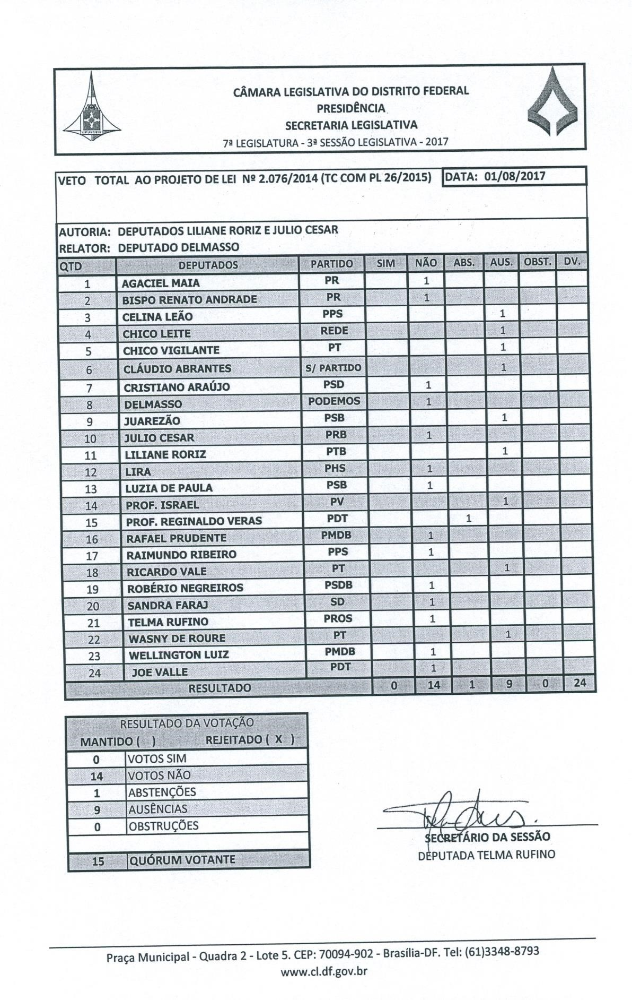 CÂMARA LEGISLATIVA DO DISTRITO FEDERAL
PRESIDÊNCIA
SECRETARIA LEGISLATIVA
7ª LEGISLATURA - 3ª SESSÃO LEGISLATIVA - 2017
VETO TOTAL AO PROJETO DE LEI Nº 2.076/2014 (TC COM PL 26/2015) DATA: 01/08/2017
AUTORIA: DEPUTADOS LILIANE RORIZ E JULIO CESAR
RELATOR: DEPUTADO DELMASSO
QTD DEPUTADOS PARTIDO SIM NÃO ABS. AUS. OBST. DV.
1 AGACIEL MAIA PR 1
2 BISPO RENATO ANDRADE PR 1
3 CELINA LEÃO PPS 1
4 CHICO LEITE REDE 1
5 CHICO VIGILANTE PT 1
6 CLÁUDIO ABRANTES S/ PARTIDO 1
7 CRISTIANO ARAÚJO PSD 1
8 DELMASSO PODEMOS 1
9 JUAREZÃO PSB 1
10 JULIO CESAR PRB 1
11 LILIANE RORIZ PTB 1
12 LIRA PHS 1
13 LUZIA DE PAULA PSB 1
14 PROF. ISRAEL PV 1
15 PROF. REGINALDO VERAS PDT 1
16 RAFAEL PRUDENTE PMDB 1
17 RAIMUNDO RIBEIRO PPS 1
18 RICARDO VALE PT 1
19 ROBÉRIO NEGREIROS PSDB 1
20 SANDRA FARAJ SD 1
21 TELMA RUFINO PROS 1
22 WASNY DE ROURE PT 1
23 WELLINGTON LUIZ PMDB 1
24 JOE VALLE PDT 1
RESULTADO 0 14 1 9 0 24
RESULTADO DA VOTAÇÃO
MANTIDO ( ) REJEITADO ( X )
0 VOTOS SIM
14 VOTOS NÃO
1 ABSTENÇÕES
9 AUSÊNCIAS
0 OBSTRUÇÕES
15 QUÓRUM VOTANTE
SECRETÁRIO DA SESSÃO
DEPUTADA TELMA RUFINO
Praça Municipal - Quadra 2 - Lote 5. CEP: 70094-902 - Brasília-DF. Tel: (61)3348-8793
www.cl.df.gov.br